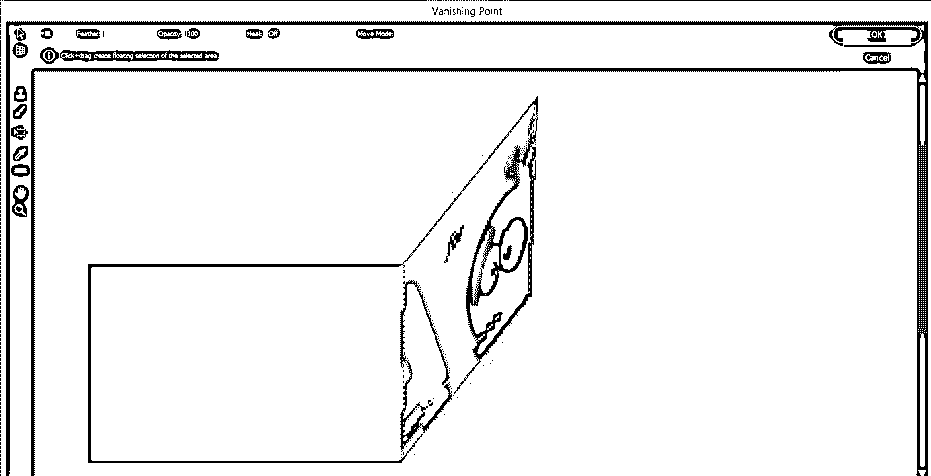 Vanishing Point
Feather: 1 Opacity: 100 Heal: Off Move Mode:
OK
Click+drag create floating selection of the selected area.
Cancel